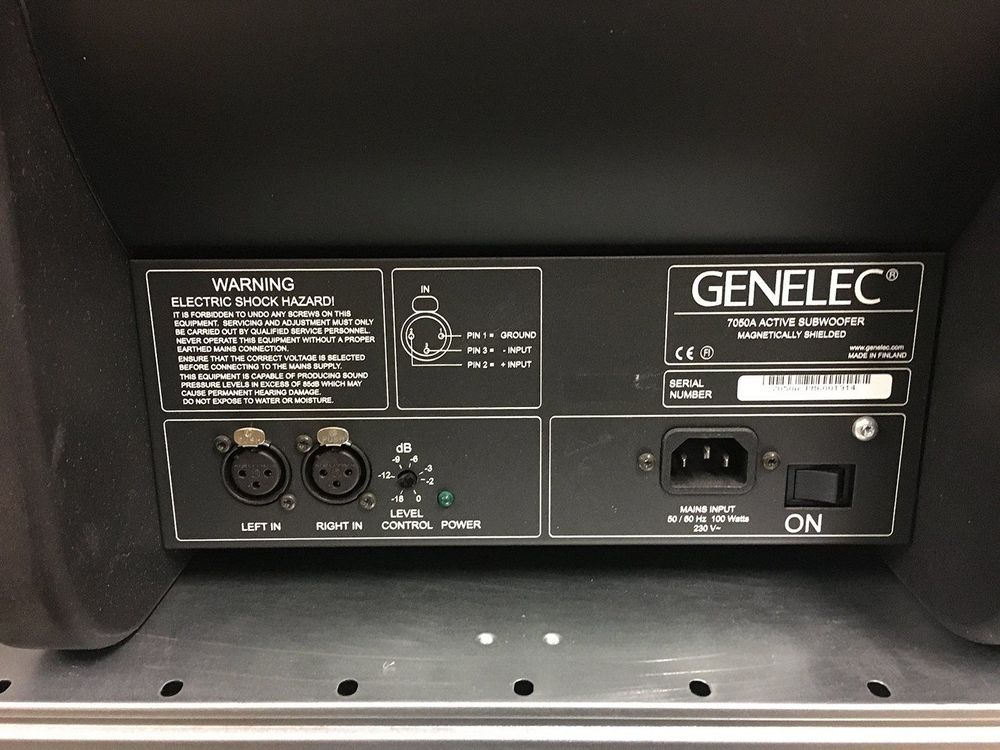 WARNING
ELECTRIC SHOCK HAZARD!
IT IS FORBIDDEN TO UNDO ANY SCREWS ON THIS
EQUIPMENT. SERVICING AND ADJUSTMENT MUST ONLY
BE CARRIED OUT BY QUALIFIED SERVICE PERSONNEL.
NEVER OPERATE THIS EQUIPMENT WITHOUT A PROPER
EARTHED MAINS CONNECTION.
ENSURE THAT THE CORRECT VOLTAGE IS SELECTED
BEFORE CONNECTING TO THE MAINS SUPPLY.
THIS EQUIPMENT IS CAPABLE OF PRODUCING SOUND
PRESSURE LEVELS IN EXCESS OF 85dB WHICH MAY
CAUSE PERMANENT HEARING DAMAGE.
DO NOT EXPOSE TO WATER OR MOISTURE.
IN
PIN 1 = GROUND
PIN 3 = - INPUT
PIN 2 = + INPUT
GENELEC®
7050A ACTIVE SUBWOOFER
MAGNETICALLY SHIELDED
www.genelec.com
CE FI MADE IN FINLAND
SERIAL
NUMBER
dB
-9 -6
-12 -3
-2
-18 0
LEVEL
LEFT IN RIGHT IN CONTROL POWER
MAINS INPUT
50 / 60 Hz 100 Watts
230 V~
ON